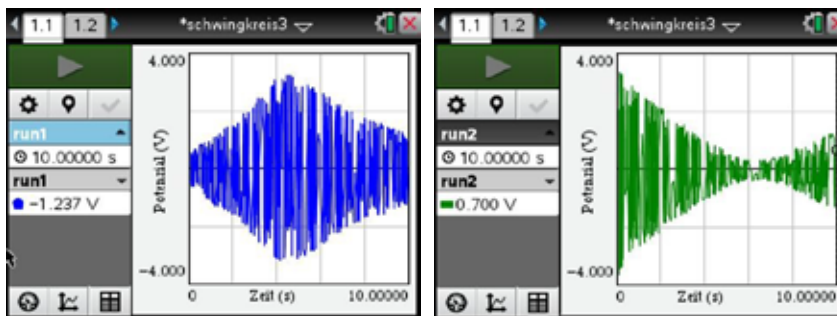 1.1 1.2 *schwingkreis3
run1
10.00000 s
run1
-1.237 V
4.000
Potenzial (V)
-4.000
0 Zeit (s) 10.00000
1.1 1.2 *schwingkreis3
run2
10.00000 s
run2
0.700 V
4.000
Potenzial (V)
-4.000
0 Zeit (s) 10.00000